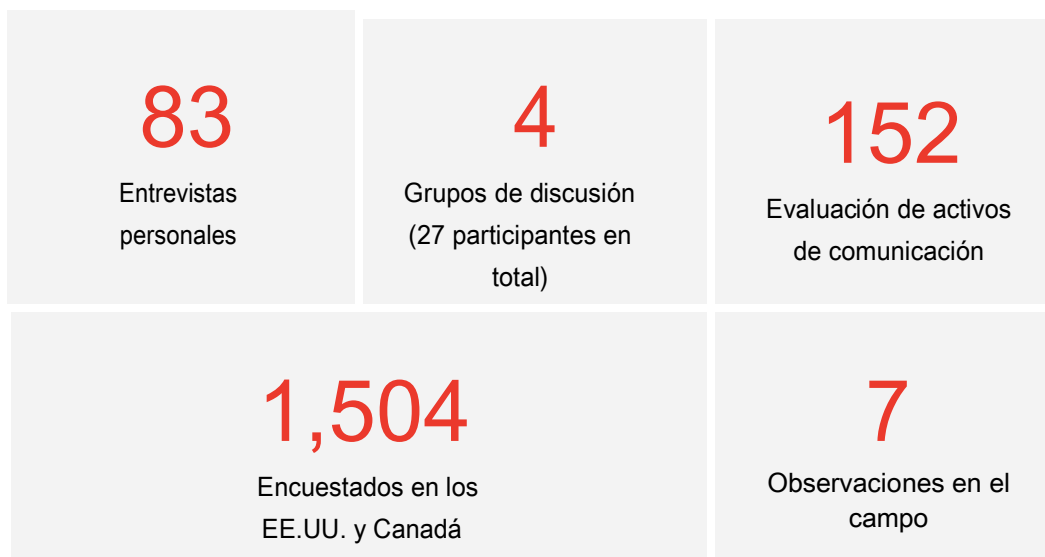 83
Entrevistas
personales
4
Grupos de discusión
(27 participantes en
total)
152
Evaluación de activos
de comunicación
1,504
Encuestados en los
EE.UU. y Canadá
7
Observaciones en el
campo